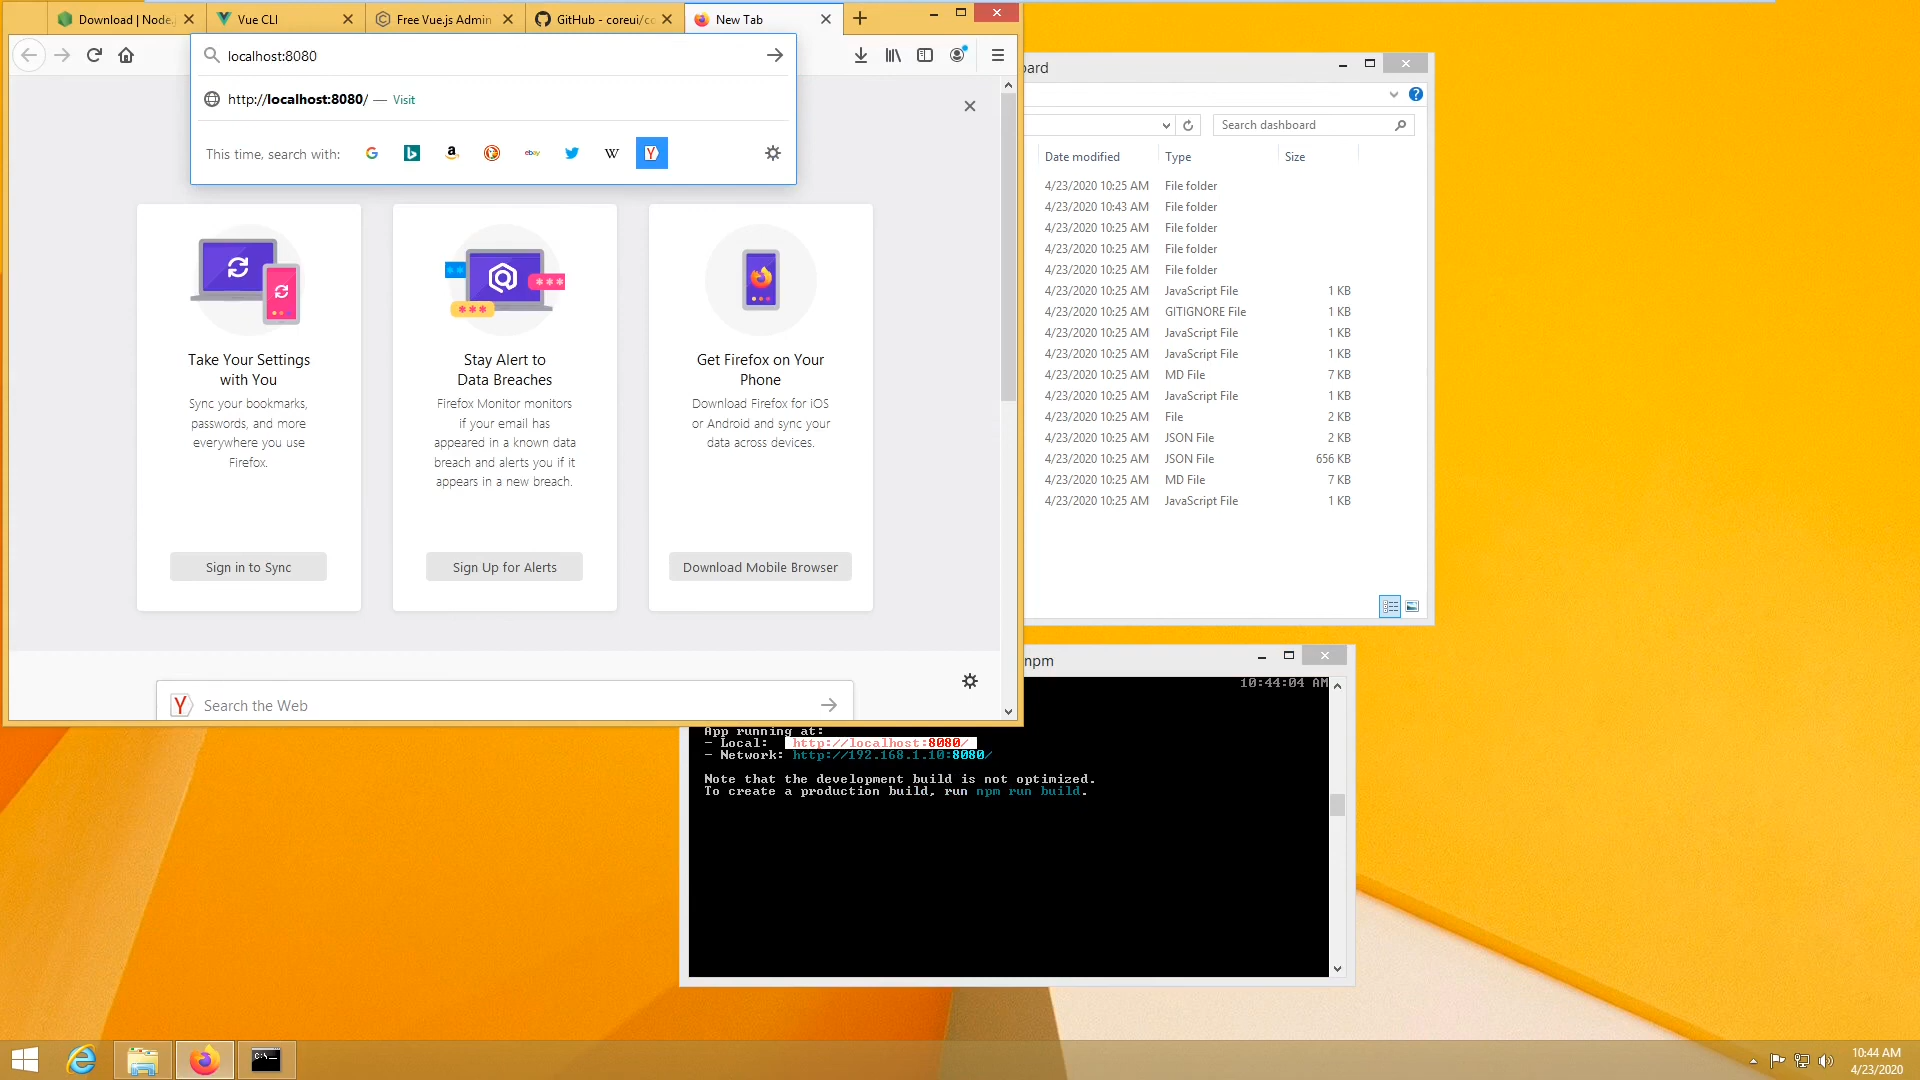 Download | Node.
Vue CLI
Free Vue.js Admin
GitHub - coreui/co
New Tab
localhost:8080
http://localhost:8080/ — Visit
This time, search with:
Take Your Settings
with You
Sync your bookmarks,
passwords, and more
everywhere you use
Firefox.
Sign in to Sync
Stay Alert to
Data Breaches
Firefox Monitor monitors
if your email has
appeared in a known data
breach and alerts you if it
appears in a new breach.
Sign Up for Alerts
Get Firefox on Your
Phone
Download Firefox for iOS
or Android and sync your
data across devices.
Download Mobile Browser
Search the Web
ard
Search dashboard
Date modified Type Size
4/23/2020 10:25 AM File folder
4/23/2020 10:43 AM File folder
4/23/2020 10:25 AM File folder
4/23/2020 10:25 AM File folder
4/23/2020 10:25 AM File folder
4/23/2020 10:25 AM JavaScript File 1 KB
4/23/2020 10:25 AM GITIGNORE File 1 KB
4/23/2020 10:25 AM JavaScript File 1 KB
4/23/2020 10:25 AM JavaScript File 1 KB
4/23/2020 10:25 AM MD File 7 KB
4/23/2020 10:25 AM JavaScript File 1 KB
4/23/2020 10:25 AM File 2 KB
4/23/2020 10:25 AM JSON File 2 KB
4/23/2020 10:25 AM JSON File 656 KB
4/23/2020 10:25 AM MD File 7 KB
4/23/2020 10:25 AM JavaScript File 1 KB
npm
10:44:04 AM
App running at:
- Local: http://localhost:8080/
- Network: http://192.168.1.10:8080/
Note that the development build is not optimized.
To create a production build, run npm run build.
10:44 AM
4/23/2020